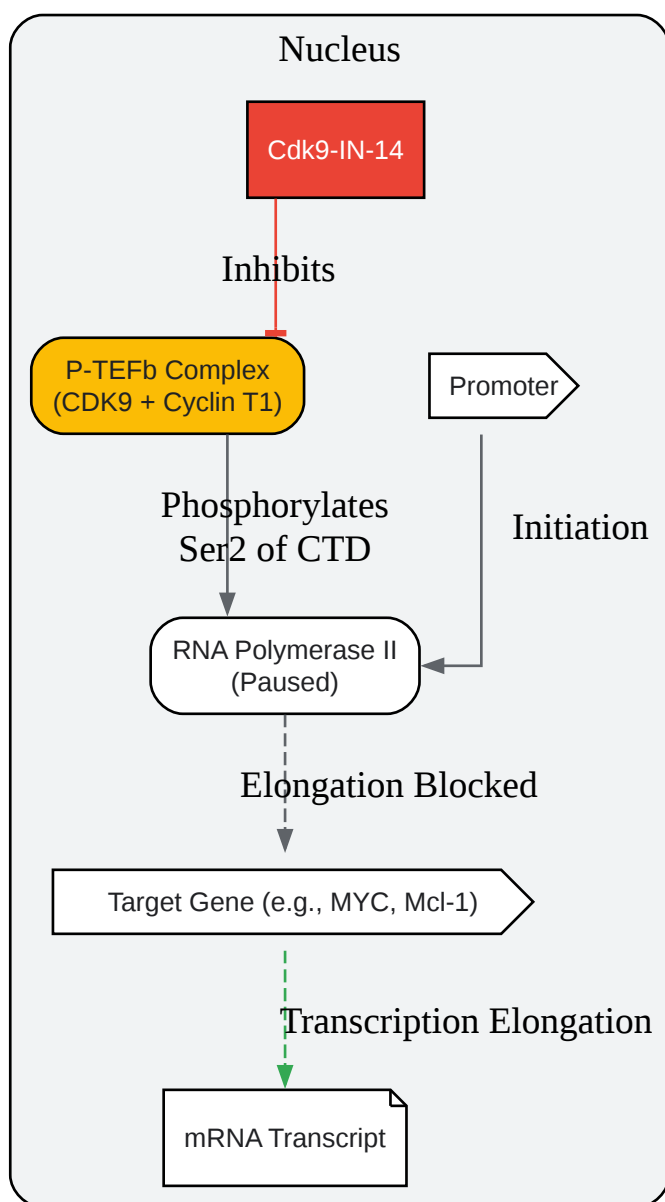 Nucleus
Cdk9-IN-14
Inhibits
P-TEFb Complex
(CDK9 + Cyclin T1)
Promoter
Phosphorylates
Ser2 of CTD
Initiation
RNA Polymerase II
(Paused)
Elongation Blocked
Target Gene (e.g., MYC, Mcl-1)
Transcription Elongation
mRNA Transcript